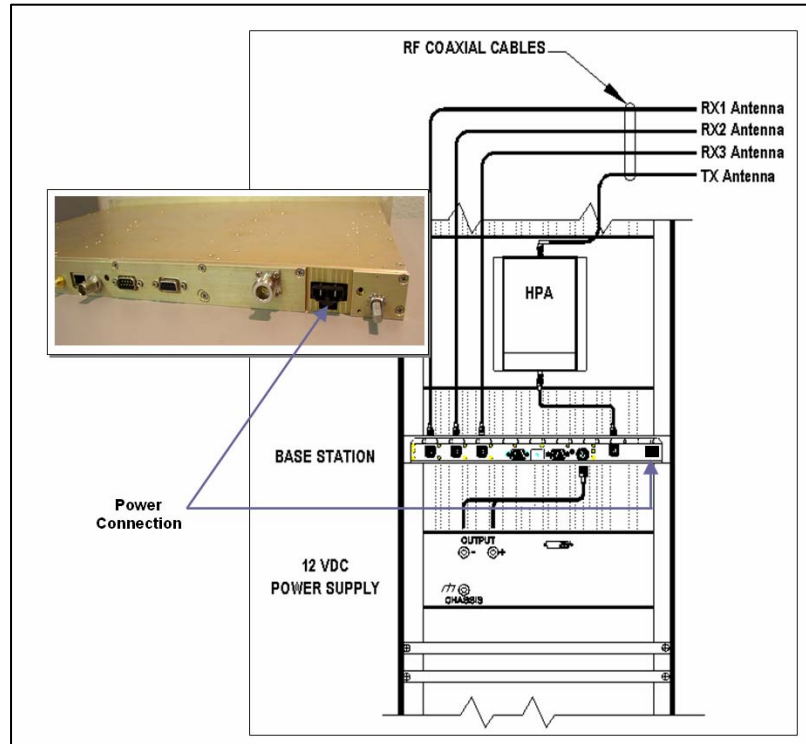 RF COAXIAL CABLES
RX1 Antenna
RX2 Antenna
RX3 Antenna
TX Antenna
HPA
BASE STATION
Power
Connection
OUTPUT
- +
12 VDC
POWER SUPPLY
CHASSIS